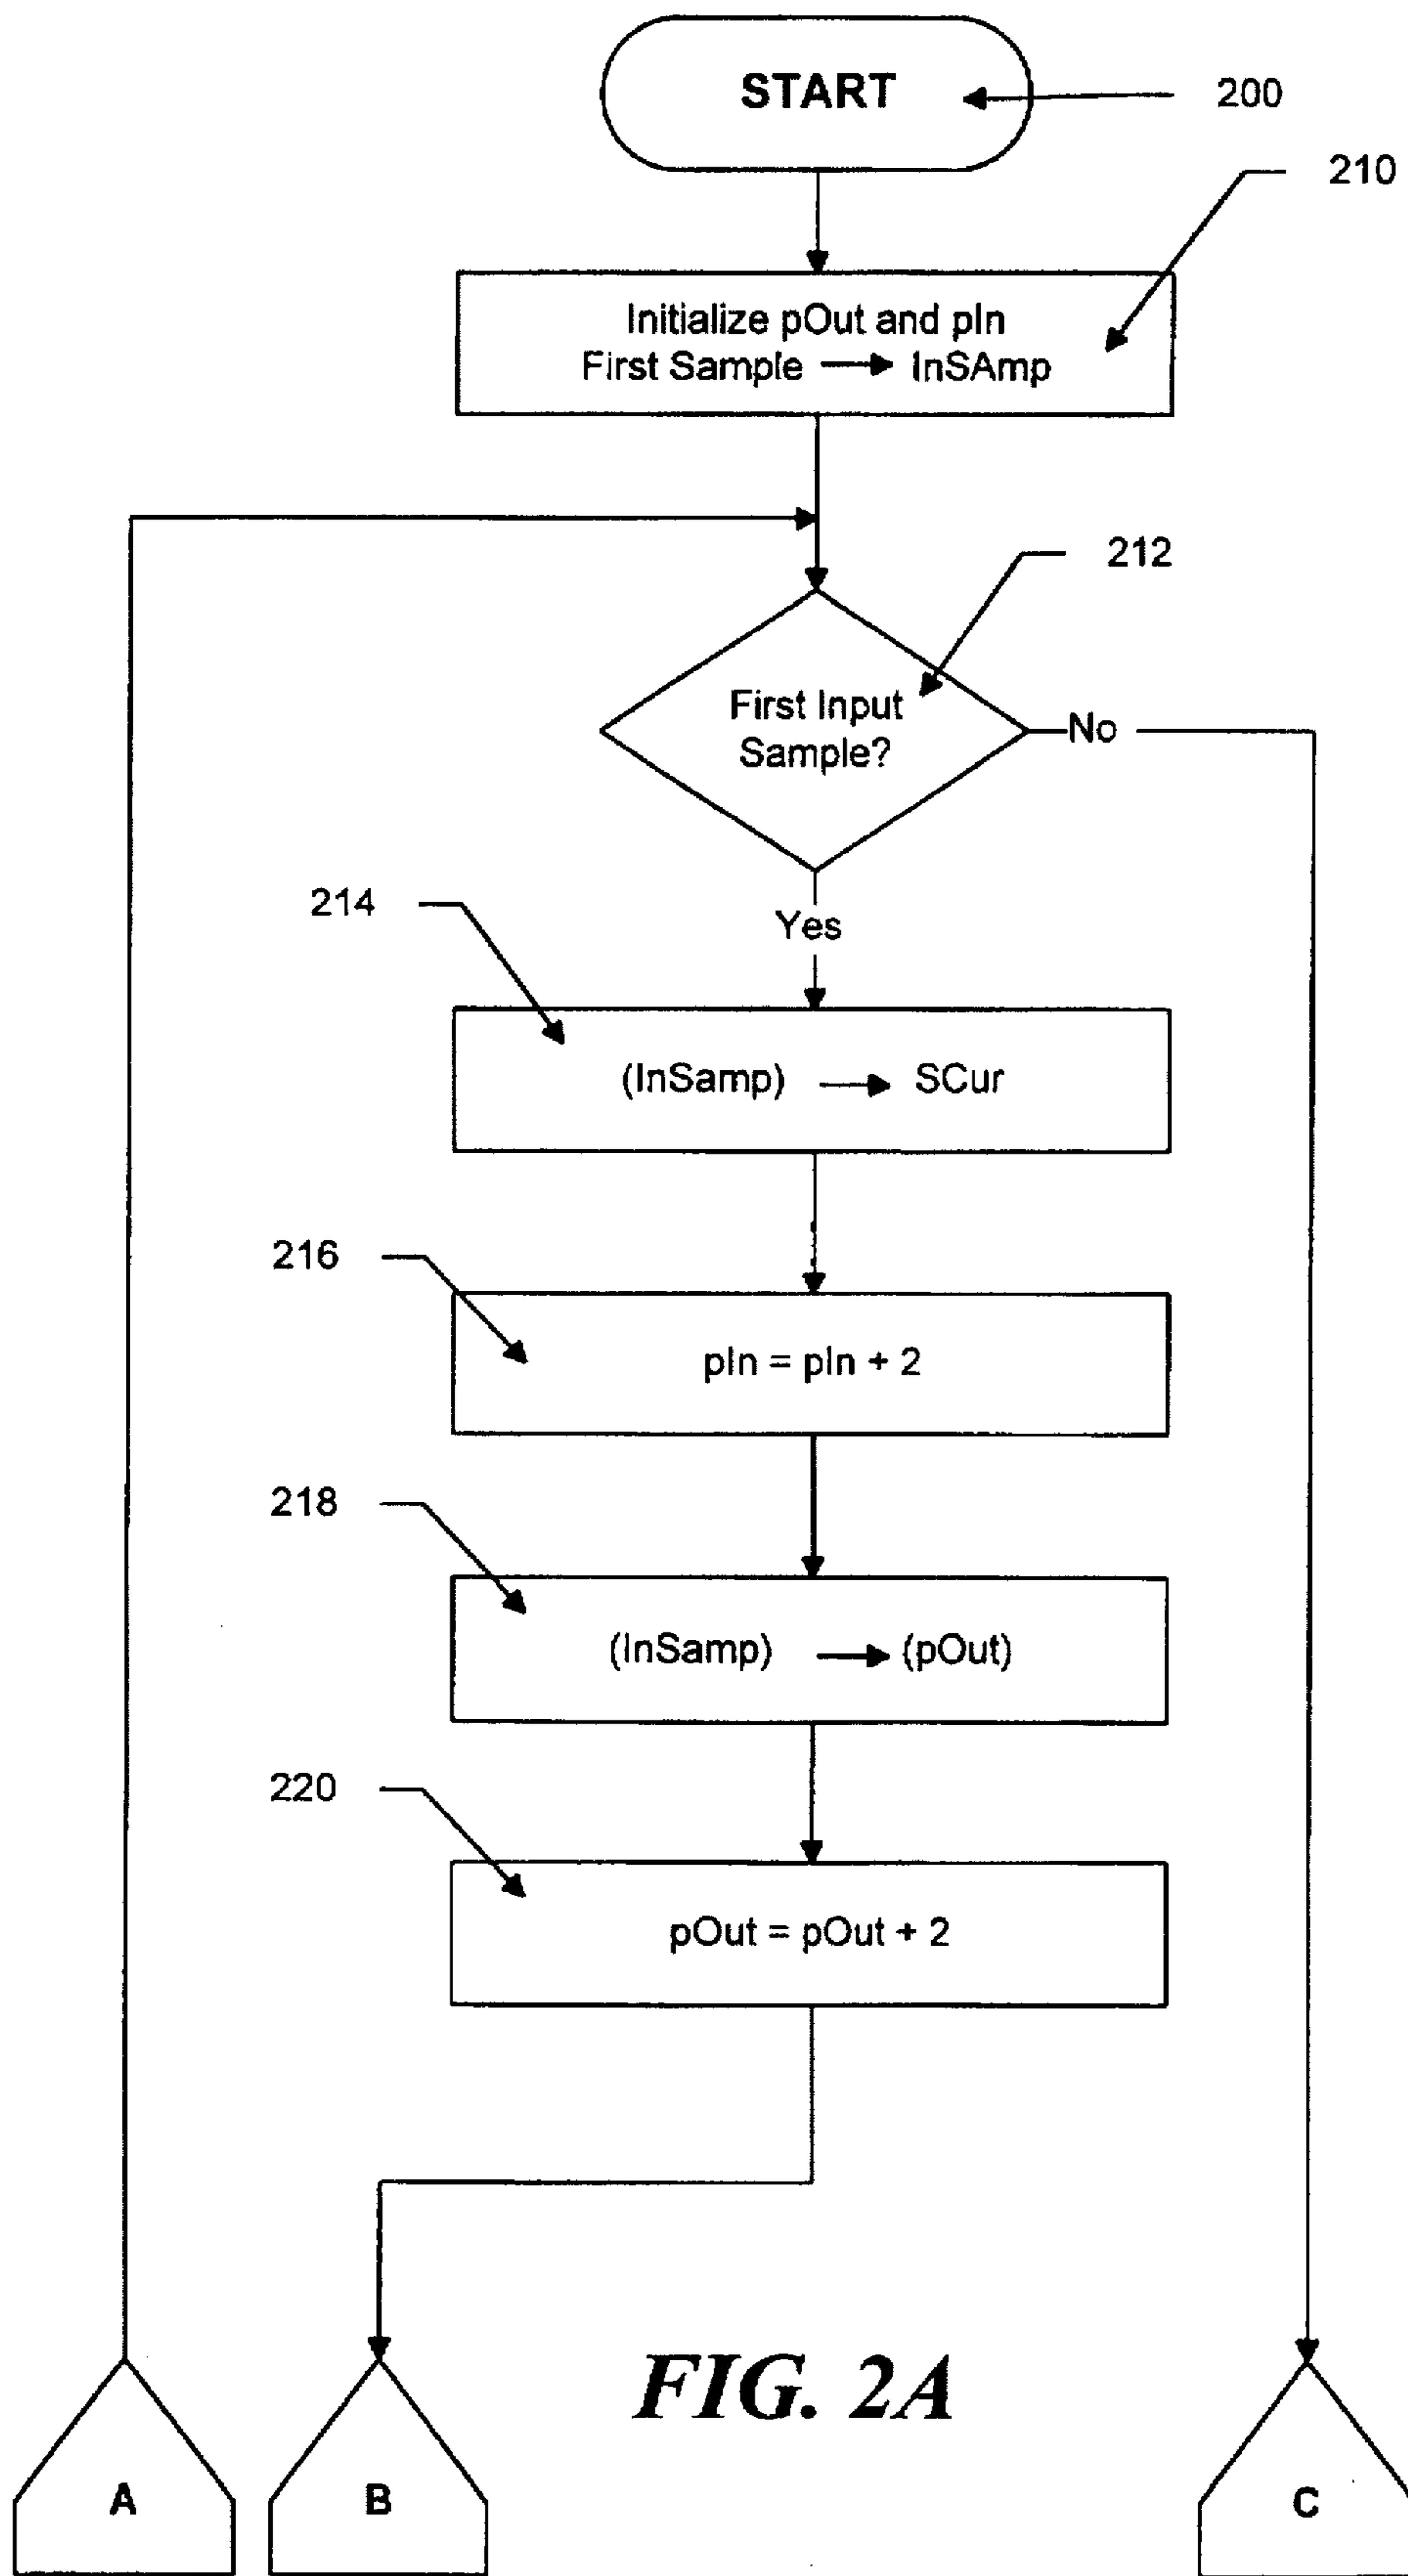 START
200
210
Initialize pOut and pIn
First Sample → InSAmp
212
First Input
Sample?
No
214
Yes
(InSamp) → SCur
216
pIn = pIn + 2
218
(InSamp) → (pOut)
220
pOut = pOut + 2
FIG. 2A
A
B
C